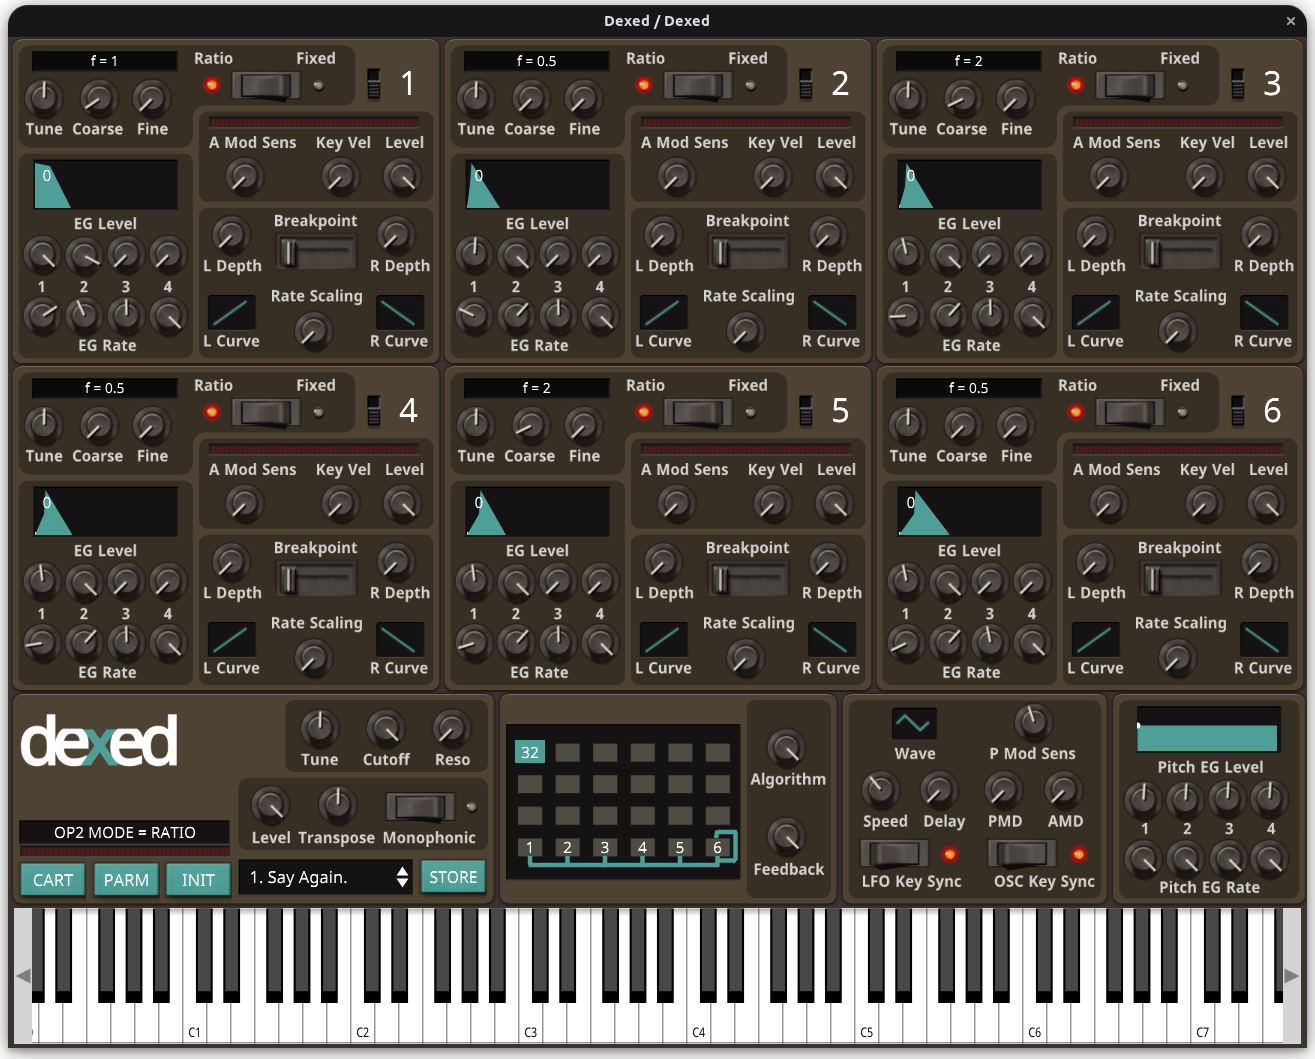 Dexed / Dexed
×
f = 1
Ratio
Fixed
1
Tune Coarse Fine
A Mod Sens Key Vel Level
0
EG Level
Breakpoint
L Depth R Depth
1 2 3 4
Rate Scaling
L Curve R Curve
EG Rate
f = 0.5
Ratio
Fixed
2
Tune Coarse Fine
A Mod Sens Key Vel Level
0
EG Level
Breakpoint
L Depth R Depth
1 2 3 4
Rate Scaling
L Curve R Curve
EG Rate
f = 2
Ratio
Fixed
3
Tune Coarse Fine
A Mod Sens Key Vel Level
0
EG Level
Breakpoint
L Depth R Depth
1 2 3 4
Rate Scaling
L Curve R Curve
EG Rate
f = 0.5
Ratio
Fixed
4
Tune Coarse Fine
A Mod Sens Key Vel Level
0
EG Level
Breakpoint
L Depth R Depth
1 2 3 4
Rate Scaling
L Curve R Curve
EG Rate
f = 2
Ratio
Fixed
5
Tune Coarse Fine
A Mod Sens Key Vel Level
0
EG Level
Breakpoint
L Depth R Depth
1 2 3 4
Rate Scaling
L Curve R Curve
EG Rate
f = 0.5
Ratio
Fixed
6
Tune Coarse Fine
A Mod Sens Key Vel Level
0
EG Level
Breakpoint
L Depth R Depth
1 2 3 4
Rate Scaling
L Curve R Curve
EG Rate
dexed
Tune Cutoff Reso
Level Transpose Monophonic
OP2 MODE = RATIO
CART PARM INIT
1. Say Again.
STORE
32
1 2 3 4 5 6
Algorithm
Feedback
Wave
P Mod Sens
Speed Delay PMD AMD
LFO Key Sync OSC Key Sync
Pitch EG Level
1 2 3 4
Pitch EG Rate
C1 C2 C3 C4 C5 C6 C7